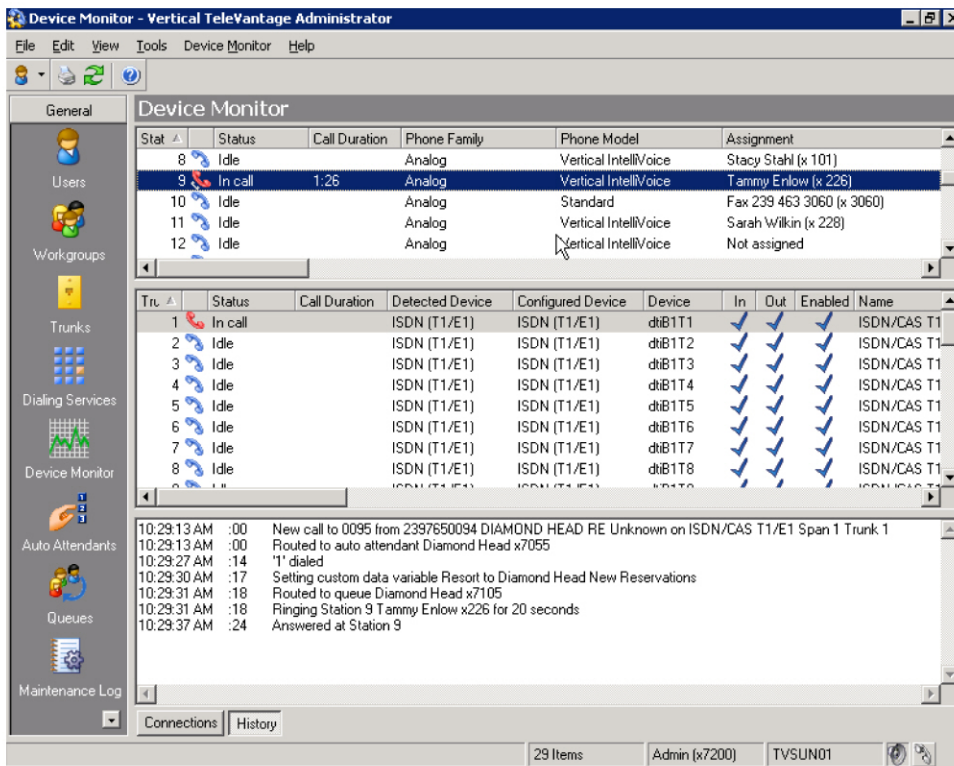 Device Monitor - Vertical TeleVantage Administrator
File Edit View Tools Device Monitor Help
General
Users
Workgroups
Trunks
Dialing Services
Device Monitor
Auto Attendants
Queues
Maintenance Log
Device Monitor
Stat Status Call Duration Phone Family Phone Model Assignment
8 Idle Analog Vertical IntelliVoice Stacy Stahl (x 101)
9 In call 1:26 Analog Vertical IntelliVoice Tammy Enlow (x 226)
10 Idle Analog Standard Fax 239 463 3060 (x 3060)
11 Idle Analog Vertical IntelliVoice Sarah Wilkin (x 228)
12 Idle Analog Vertical IntelliVoice Not assigned
Tru Status Call Duration Detected Device Configured Device Device In Out Enabled Name
1 In call ISDN (T1/E1) ISDN (T1/E1) dtiB1T1 ISDN/CAS T1
2 Idle ISDN (T1/E1) ISDN (T1/E1) dtiB1T2 ISDN/CAS T1
3 Idle ISDN (T1/E1) ISDN (T1/E1) dtiB1T3 ISDN/CAS T1
4 Idle ISDN (T1/E1) ISDN (T1/E1) dtiB1T4 ISDN/CAS T1
5 Idle ISDN (T1/E1) ISDN (T1/E1) dtiB1T5 ISDN/CAS T1
6 Idle ISDN (T1/E1) ISDN (T1/E1) dtiB1T6 ISDN/CAS T1
7 Idle ISDN (T1/E1) ISDN (T1/E1) dtiB1T7 ISDN/CAS T1
8 Idle ISDN (T1/E1) ISDN (T1/E1) dtiB1T8 ISDN/CAS T1
10:29:13 AM :00 New call to 0095 from 2397650094 DIAMOND HEAD RE Unknown on ISDN/CAS T1/E1 Span 1 Trunk 1
10:29:13 AM :00 Routed to auto attendant Diamond Head x7055
10:29:27 AM :14 '1' dialed
10:29:30 AM :17 Setting custom data variable Resort to Diamond Head New Reservations
10:29:31 AM :18 Routed to queue Diamond Head x7105
10:29:31 AM :18 Ringing Station 9 Tammy Enlow x226 for 20 seconds
10:29:37 AM :24 Answered at Station 9
Connections History
29 Items Admin (x7200) TVSUN01